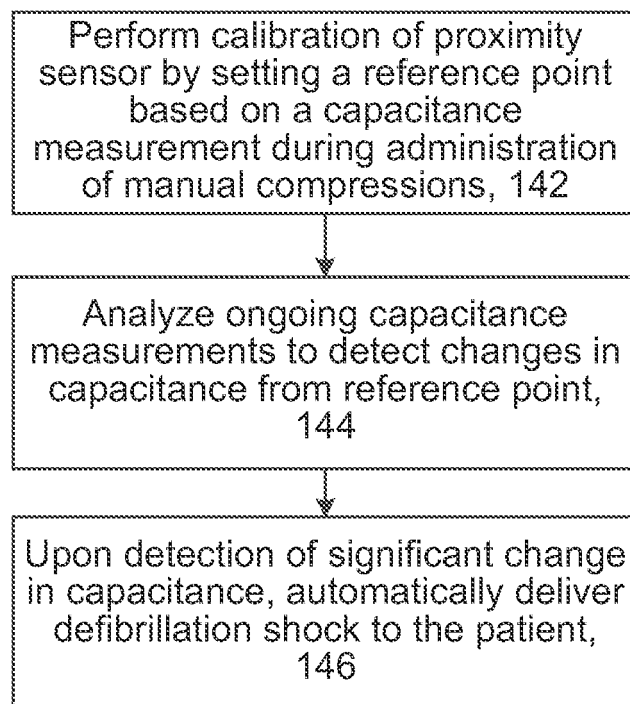 Perform calibration of proximity
sensor by setting a reference point
based on a capacitance
measurement during administration
of manual compressions, 142
Analyze ongoing capacitance
measurements to detect changes in
capacitance from reference point,
144
Upon detection of significant change
in capacitance, automatically deliver
defibrillation shock to the patient,
146